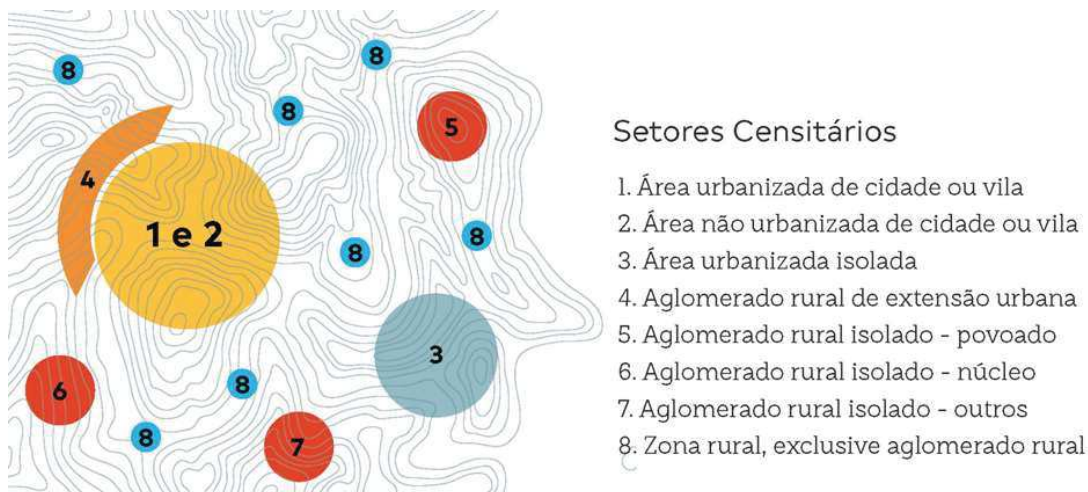 8
8
8
5
4
1 e 2
8
8
3
8
6
8
7
Setores Censitários
1. Área urbanizada de cidade ou vila
2. Área não urbanizada de cidade ou vila
3. Área urbanizada isolada
4. Aglomerado rural de extensão urbana
5. Aglomerado rural isolado - povoado
6. Aglomerado rural isolado - núcleo
7. Aglomerado rural isolado - outros
8. Zona rural, exclusive aglomerado rural